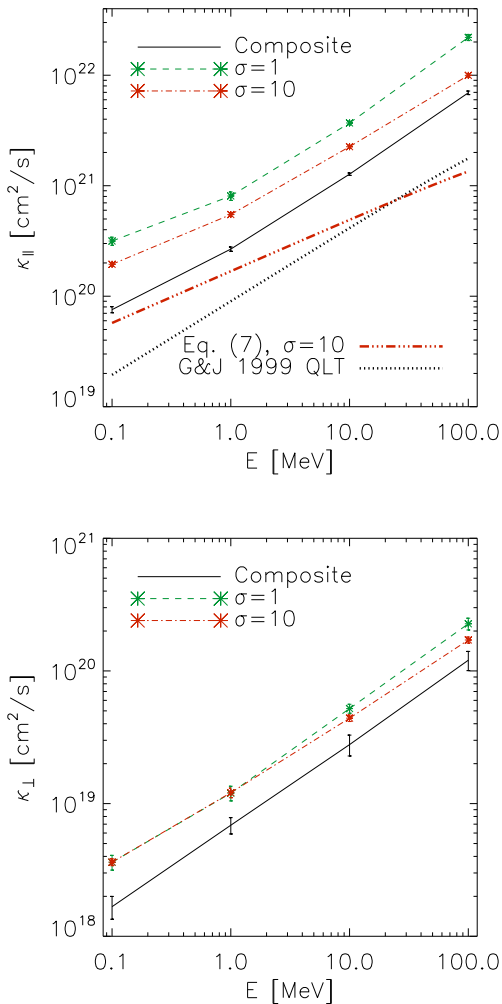 Composite
σ=1
σ=10
10²²
10²¹
10²⁰
10¹⁹
κ∥ [cm²/s]
Eq. (7), σ=10
G&J 1999 QLT
0.1 1.0 10.0 100.0
E [MeV]
10²¹
Composite
σ=1
σ=10
10²⁰
10¹⁹
10¹⁸
κ⊥ [cm²/s]
0.1 1.0 10.0 100.0
E [MeV]